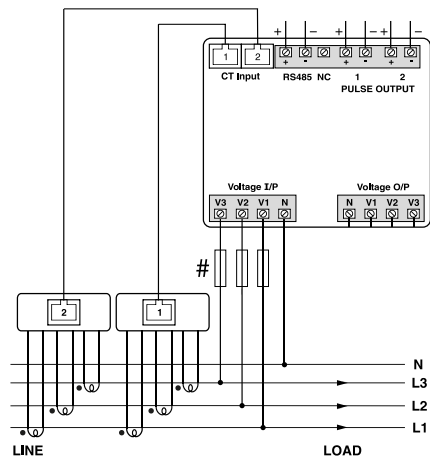 + − + − + −
1 2
+ - + - + -
CT Input RS485 NC 1 2
PULSE OUTPUT
Voltage I/P Voltage O/P
V3 V2 V1 N N V1 V2 V3
#
2 1
N
L3
L2
L1
LINE LOAD